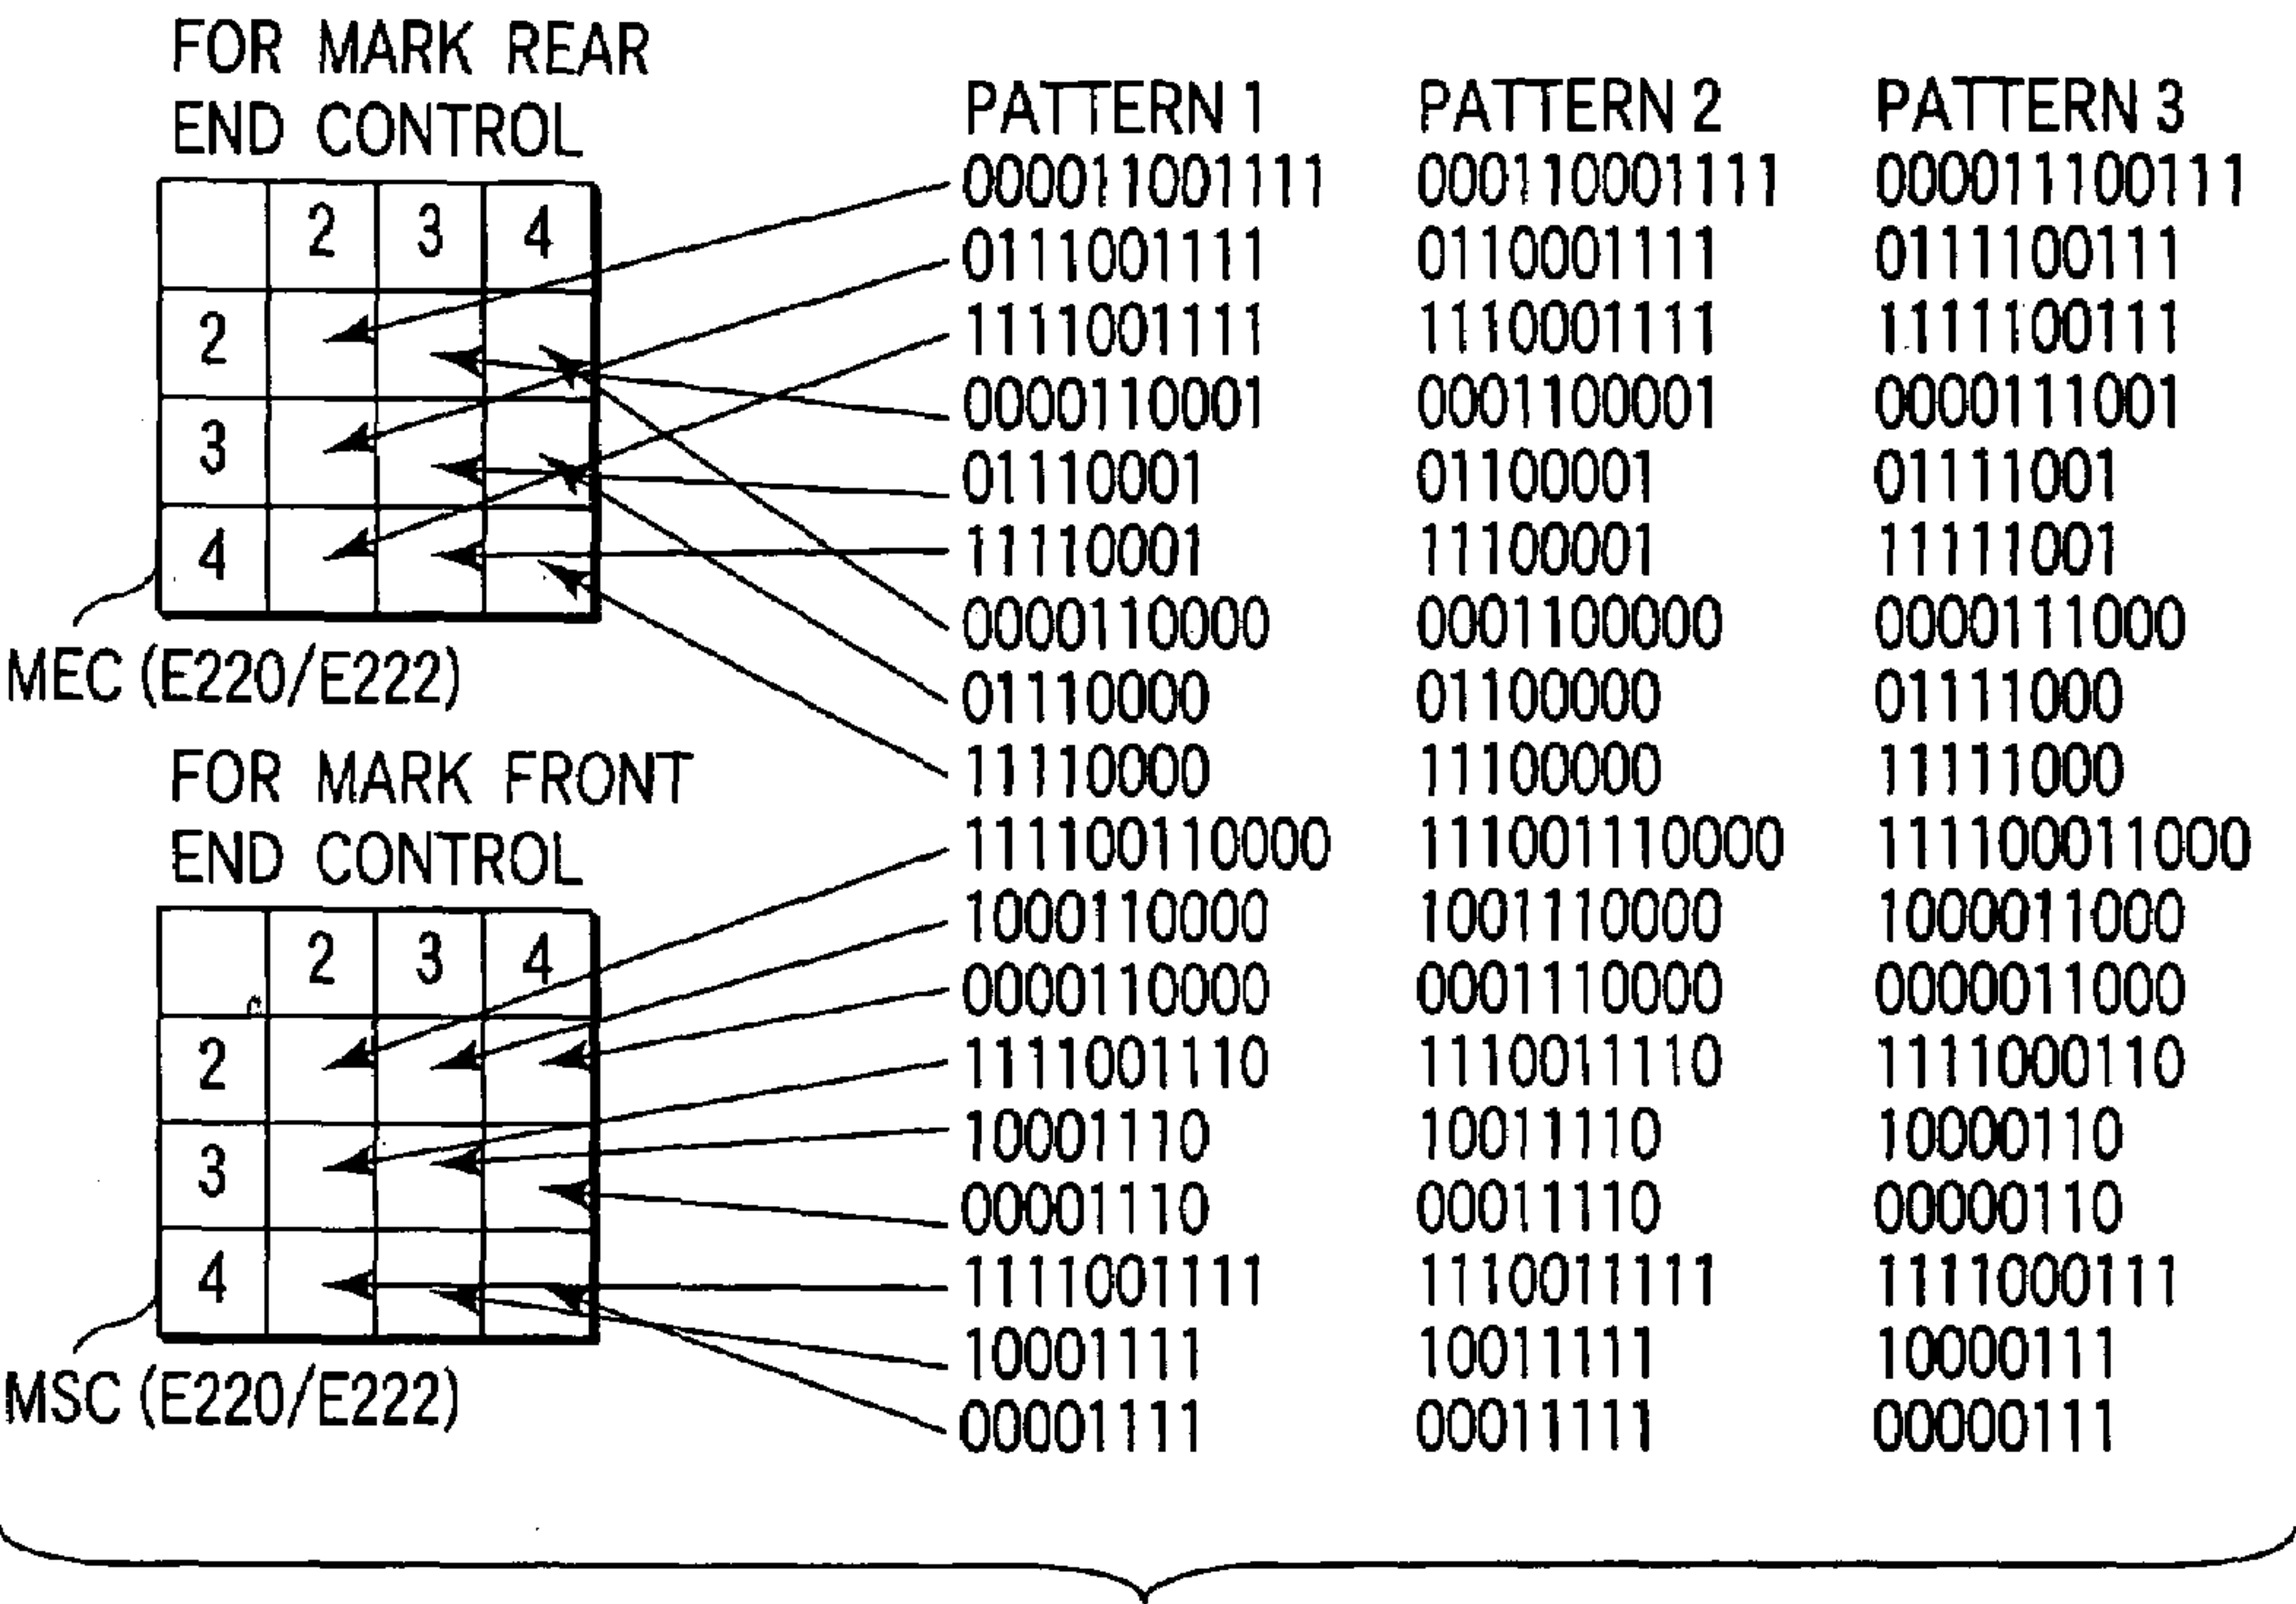 FOR MARK REAR
END CONTROL
2 3 4
2
3
4
MEC (E220/E222)
FOR MARK FRONT
END CONTROL
2 3 4
2
3
4
MSC (E220/E222)
PATTERN 1 PATTERN 2 PATTERN 3
000011001111 000110001111 000011100111
0111001111 0110001111 0111100111
1111001111 1110001111 1111100111
0000110001 0001100001 0000111001
01110001 01100001 01111001
11110001 11100001 11111001
0000110000 0001100000 0000111000
01110000 01100000 01111000
11110000 11100000 11111000
111100110000 111001110000 111100011000
1000110000 1001110000 1000011000
0000110000 0001110000 0000011000
1111001110 1110011110 1111000110
10001110 10011110 10000110
00001110 00011110 00000110
1111001111 1110011111 1111000111
10001111 10011111 10000111
00001111 00011111 00000111